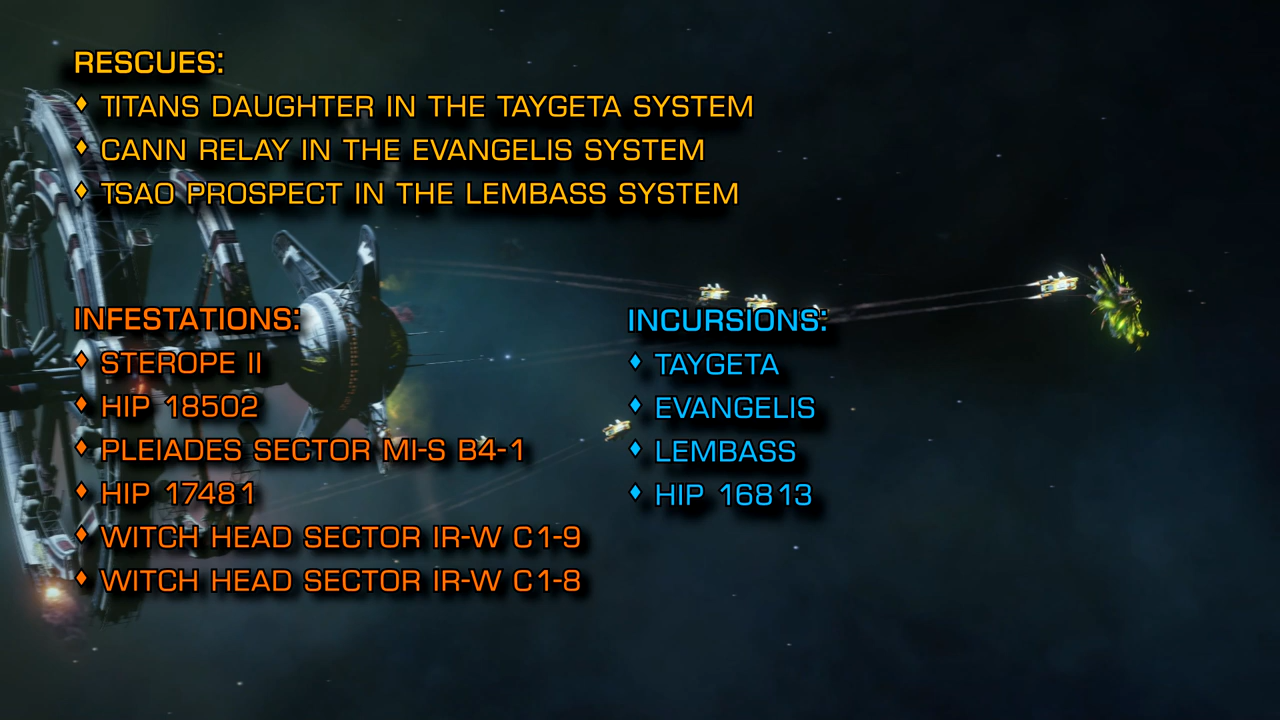 RESCUES:
♦ TITANS DAUGHTER IN THE TAYGETA SYSTEM
♦ CANN RELAY IN THE EVANGELIS SYSTEM
♦ TSAO PROSPECT IN THE LEMBASS SYSTEM
INFESTATIONS:
♦ STEROPE II
♦ HIP 18502
♦ PLEIADES SECTOR MI-S B4-1
♦ HIP 17481
♦ WITCH HEAD SECTOR IR-W C1-9
♦ WITCH HEAD SECTOR IR-W C1-8
INCURSIONS:
♦ TAYGETA
♦ EVANGELIS
♦ LEMBASS
♦ HIP 16813